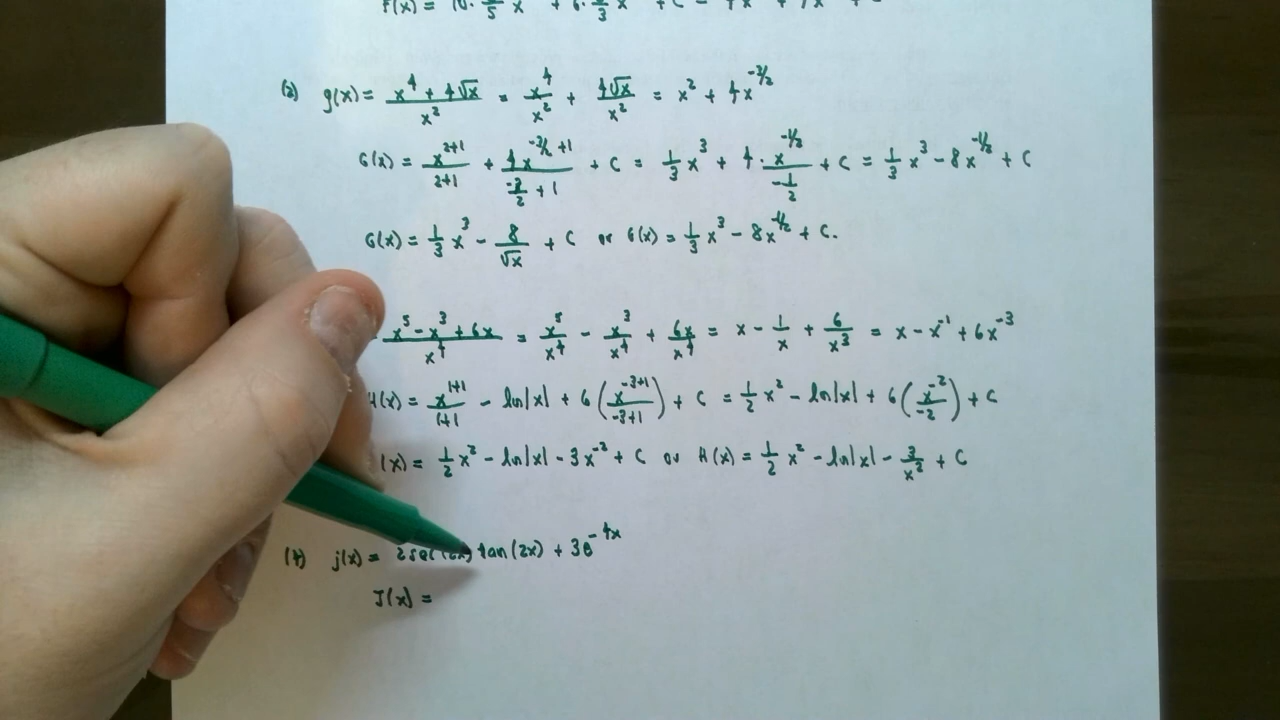 (2) g(x) = (x^4 + 4√x)/x^2 = x^4/x^2 + 4√x/x^2 = x^2 + 4x^(-3/2)
G(x) = x^(2+1)/(2+1) + 4x^(-3/2+1)/(-3/2+1) + C = 1/3 x^3 + 4·x^(-1/2)/(-1/2) + C = 1/3 x^3 - 8x^(-1/2) + C
G(x) = 1/3 x^3 - 8/√x + C or G(x) = 1/3 x^3 - 8x^(-1/2) + C.
(x^5 - x^3 + 6x)/x^4 = x^5/x^4 - x^3/x^4 + 6x/x^4 = x - 1/x + 6/x^3 = x - x^-1 + 6x^-3
H(x) = x^(1+1)/(1+1) - ln|x| + 6(x^(-3+1)/(-3+1)) + C = 1/2 x^2 - ln|x| + 6(x^-2/-2) + C
(x) = 1/2 x^2 - ln|x| - 3x^-2 + C or H(x) = 1/2 x^2 - ln|x| - 3/x^2 + C
(4) j(x) = 2sec(2x) tan(2x) + 3e^(-4x)
J(x) =